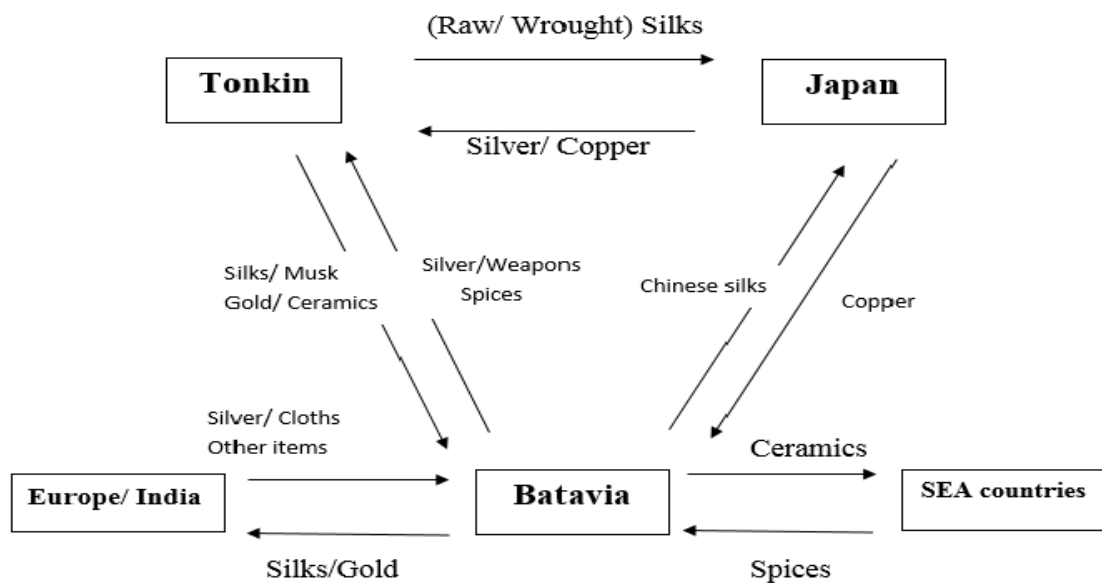 (Raw/ Wrought) Silks
Tonkin
Japan
Silver/ Copper
Silks/ Musk
Gold/ Ceramics
Silver/Weapons
Spices
Chinese silks
Copper
Silver/ Cloths
Other items
Ceramics
Europe/ India
Batavia
SEA countries
Silks/Gold
Spices